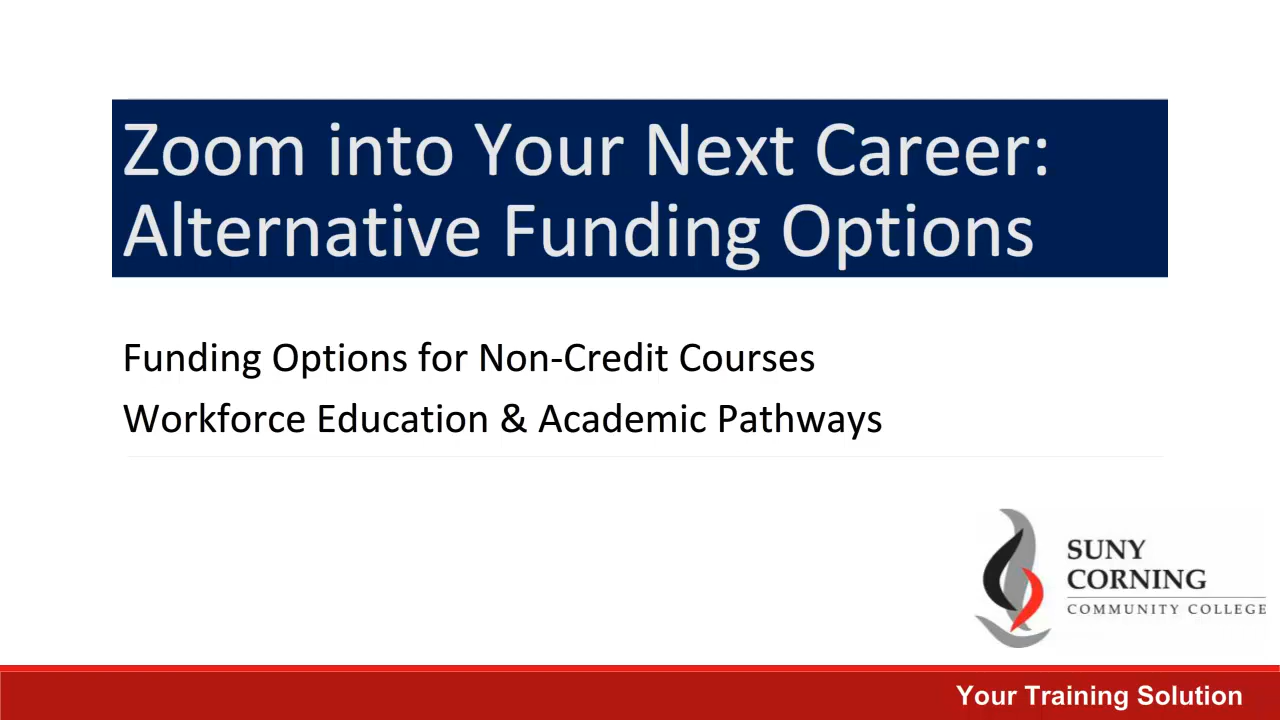 Zoom into Your Next Career:
Alternative Funding Options
Funding Options for Non-Credit Courses
Workforce Education & Academic Pathways
SUNY
CORNING
COMMUNITY COLLEGE
Your Training Solution